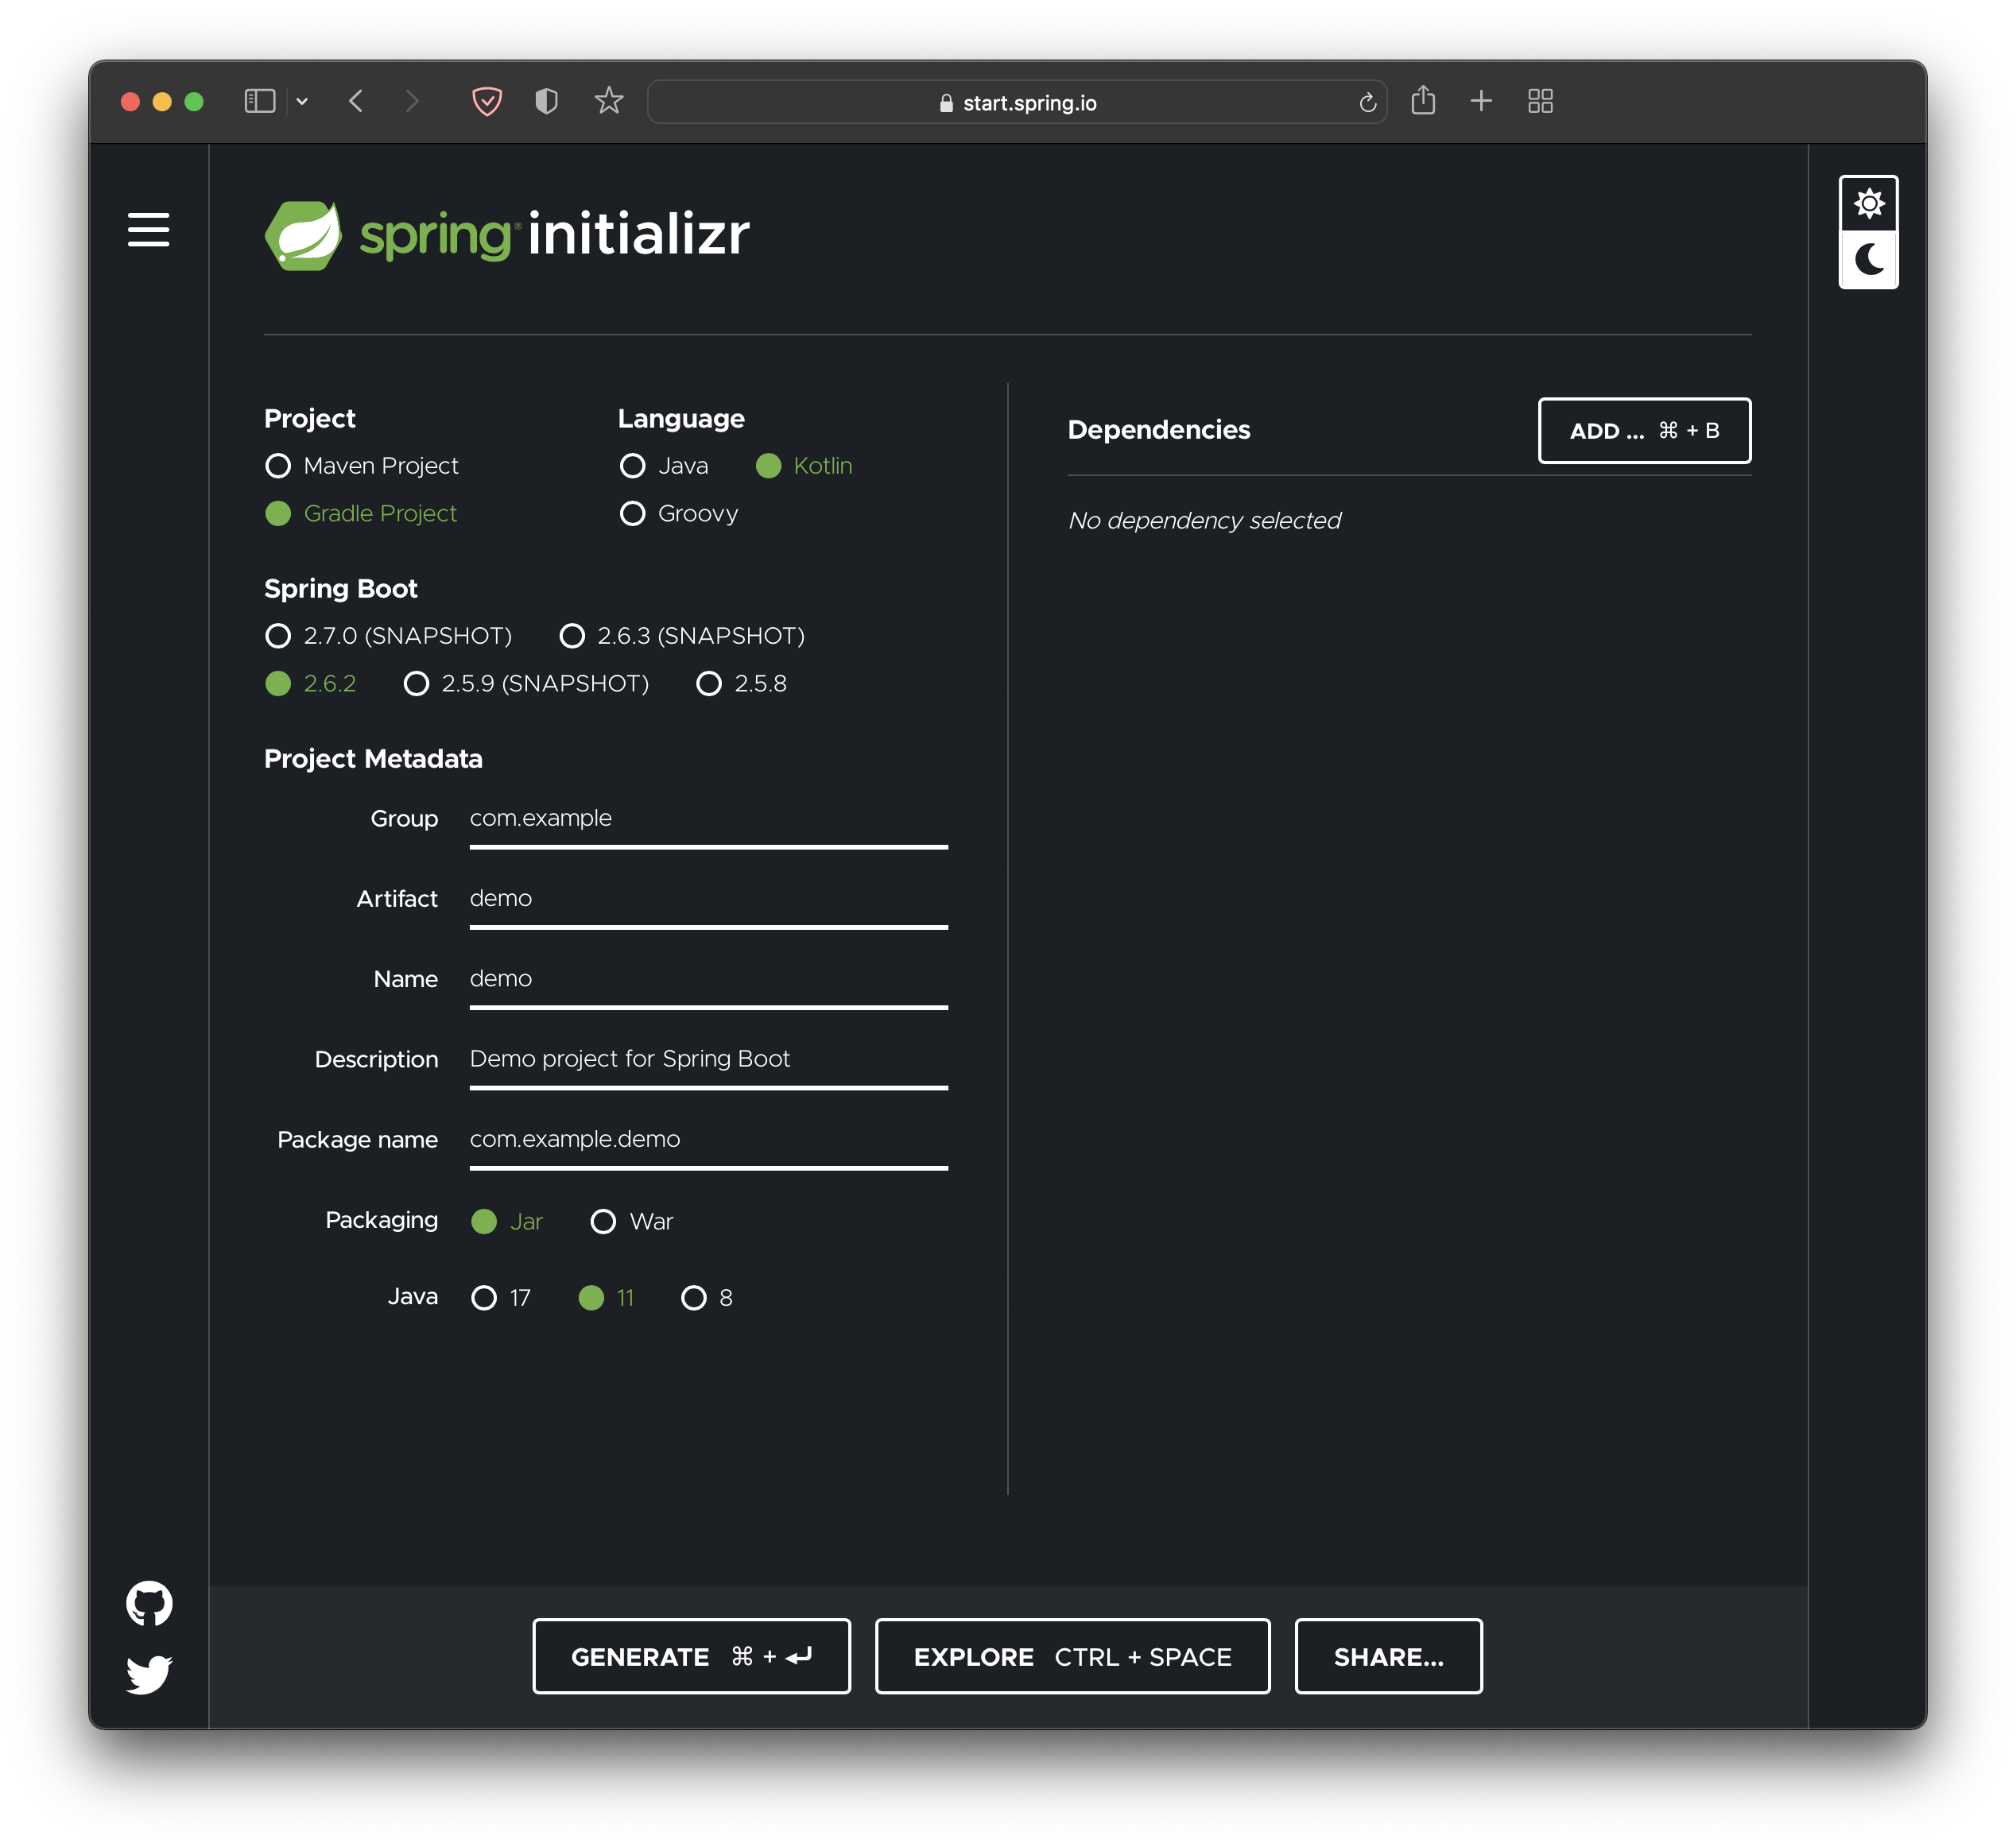 start.spring.io
spring® initializr
Project
Maven Project
Gradle Project
Language
Java Kotlin
Groovy
Spring Boot
2.7.0 (SNAPSHOT) 2.6.3 (SNAPSHOT)
2.6.2 2.5.9 (SNAPSHOT) 2.5.8
Project Metadata
Group com.example
Artifact demo
Name demo
Description Demo project for Spring Boot
Package name com.example.demo
Packaging Jar War
Java 17 11 8
Dependencies
ADD ... ⌘ + B
No dependency selected
GENERATE ⌘ + ⏎
EXPLORE CTRL + SPACE
SHARE...